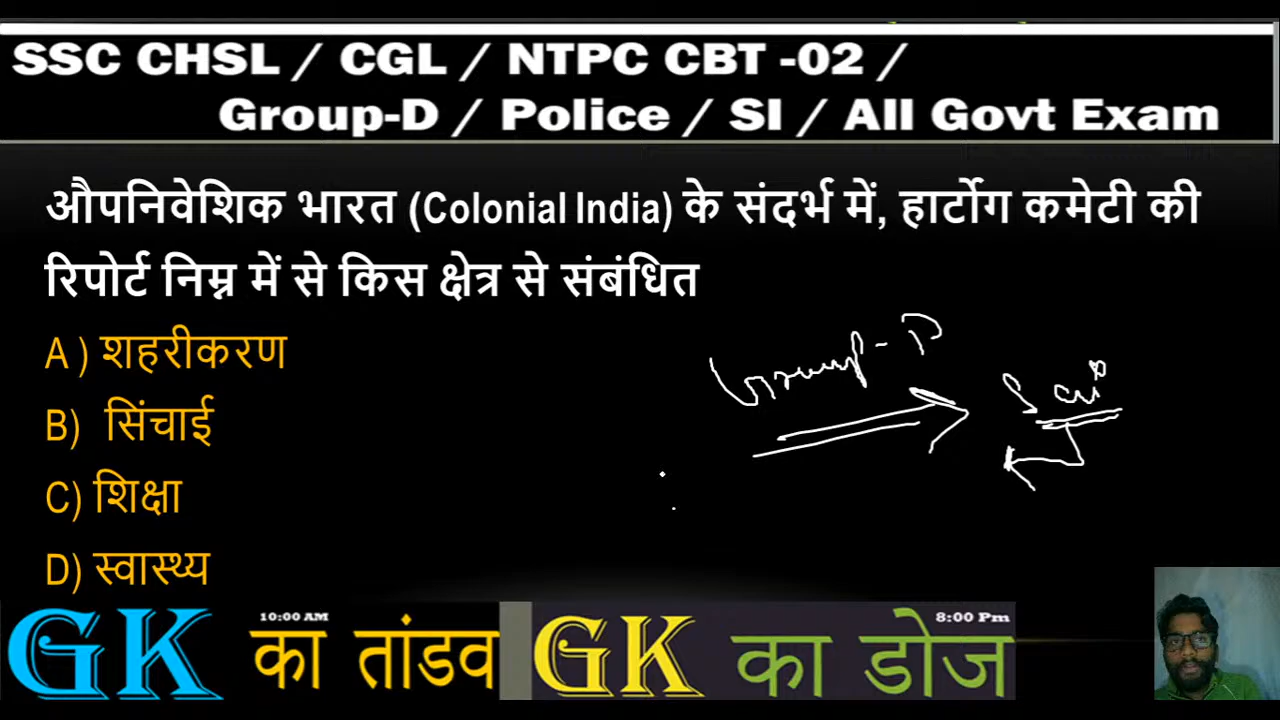 SSC CHSL / CGL / NTPC CBT -02 /
Group-D / Police / SI / All Govt Exam
औपनिवेशिक भारत (Colonial India) के संदर्भ में, हार्टोग कमेटी की
रिपोर्ट निम्न में से किस क्षेत्र से संबंधित
A ) शहरीकरण
Group-D
B) सिंचाई
C) शिक्षा
D) स्वास्थ्य
GK 10:00 AM का तांडव GK 8:00 Pm का डोज